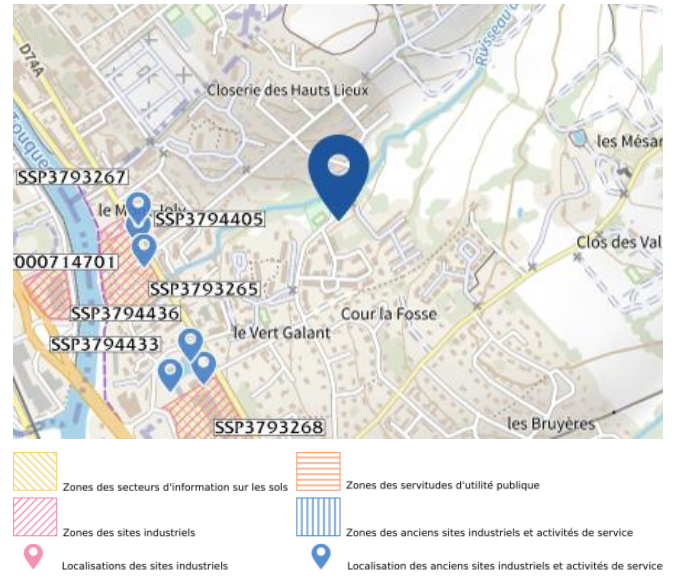 D74A
Closerie des Hauts Lieux
Ruisseau
les Mésan
Touques
SSP3793267
SSP3794405
000714701
SSP3793265
Clos des Val
SSP3794436
Cour la Fosse
le Vert Galant
SSP3794433
SSP3793268
les Bruyères
Zones des secteurs d'information sur les sols
Zones des servitudes d'utilité publique
Zones des sites industriels
Zones des anciens sites industriels et activités de service
Localisations des sites industriels
Localisation des anciens sites industriels et activités de service